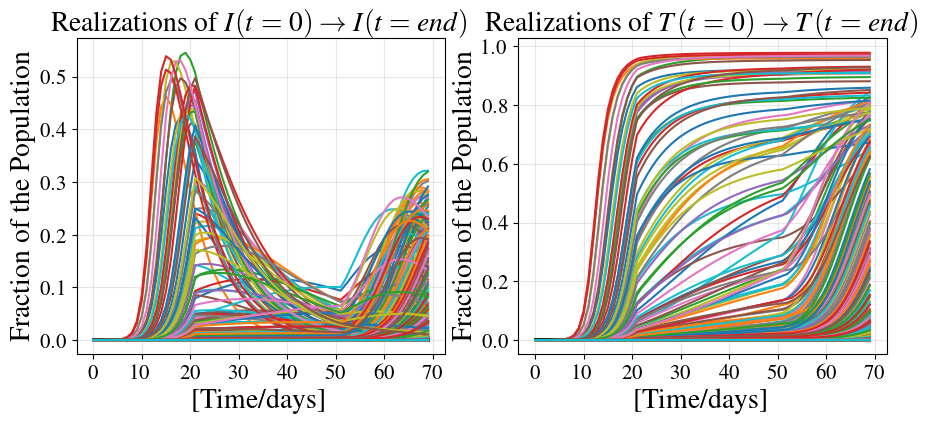 Realizations of I(t = 0) → I(t = end)
Fraction of the Population
0.5
0.4
0.3
0.2
0.1
0.0
0 10 20 30 40 50 60 70
[Time/days]
Realizations of T(t = 0) → T(t = end)
Fraction of the Population
1.0
0.8
0.6
0.4
0.2
0.0
0 10 20 30 40 50 60 70
[Time/days]